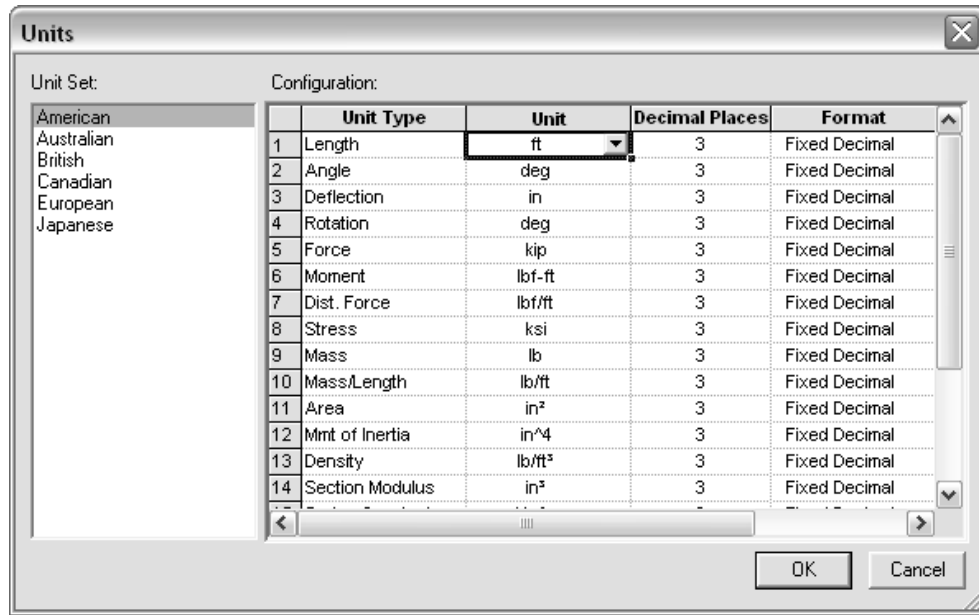 Units
Unit Set:
Configuration:
American
Australian
British
Canadian
European
Japanese
Unit Type Unit Decimal Places Format
1 Length ft 3 Fixed Decimal
2 Angle deg 3 Fixed Decimal
3 Deflection in 3 Fixed Decimal
4 Rotation deg 3 Fixed Decimal
5 Force kip 3 Fixed Decimal
6 Moment lbf-ft 3 Fixed Decimal
7 Dist. Force lbf/ft 3 Fixed Decimal
8 Stress ksi 3 Fixed Decimal
9 Mass lb 3 Fixed Decimal
10 Mass/Length lb/ft 3 Fixed Decimal
11 Area in² 3 Fixed Decimal
12 Mmt of Inertia in^4 3 Fixed Decimal
13 Density lb/ft³ 3 Fixed Decimal
14 Section Modulus in³ 3 Fixed Decimal
OK Cancel